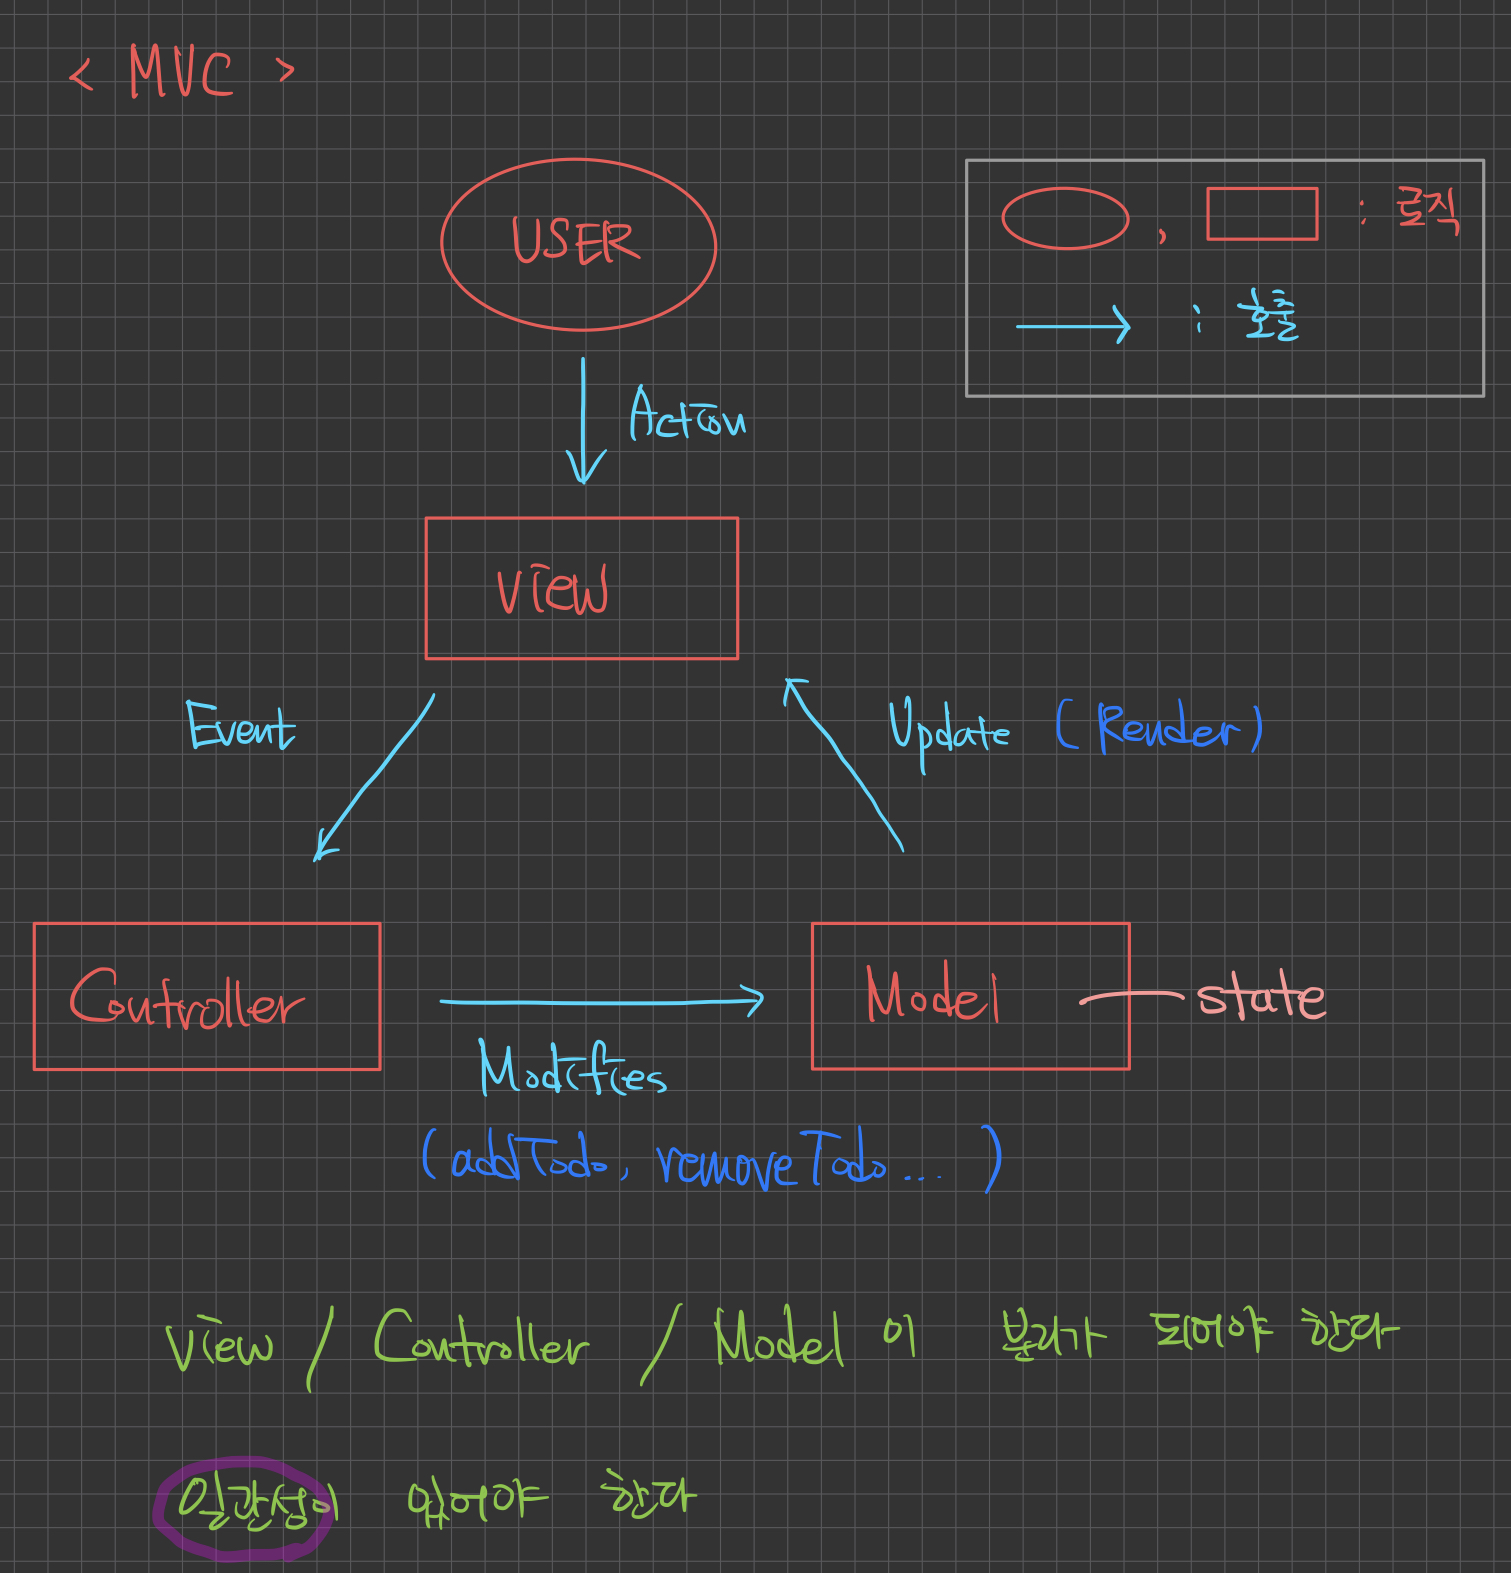 < MVC >
USER
, : 로직
: 호출
Action
View
Event
Update (Render)
Controller
Model
state
Modifies
(addTodo, removeTodo... )
View / Controller / Model 이 분리가 되어야 한다
일관성이 있어야 한다